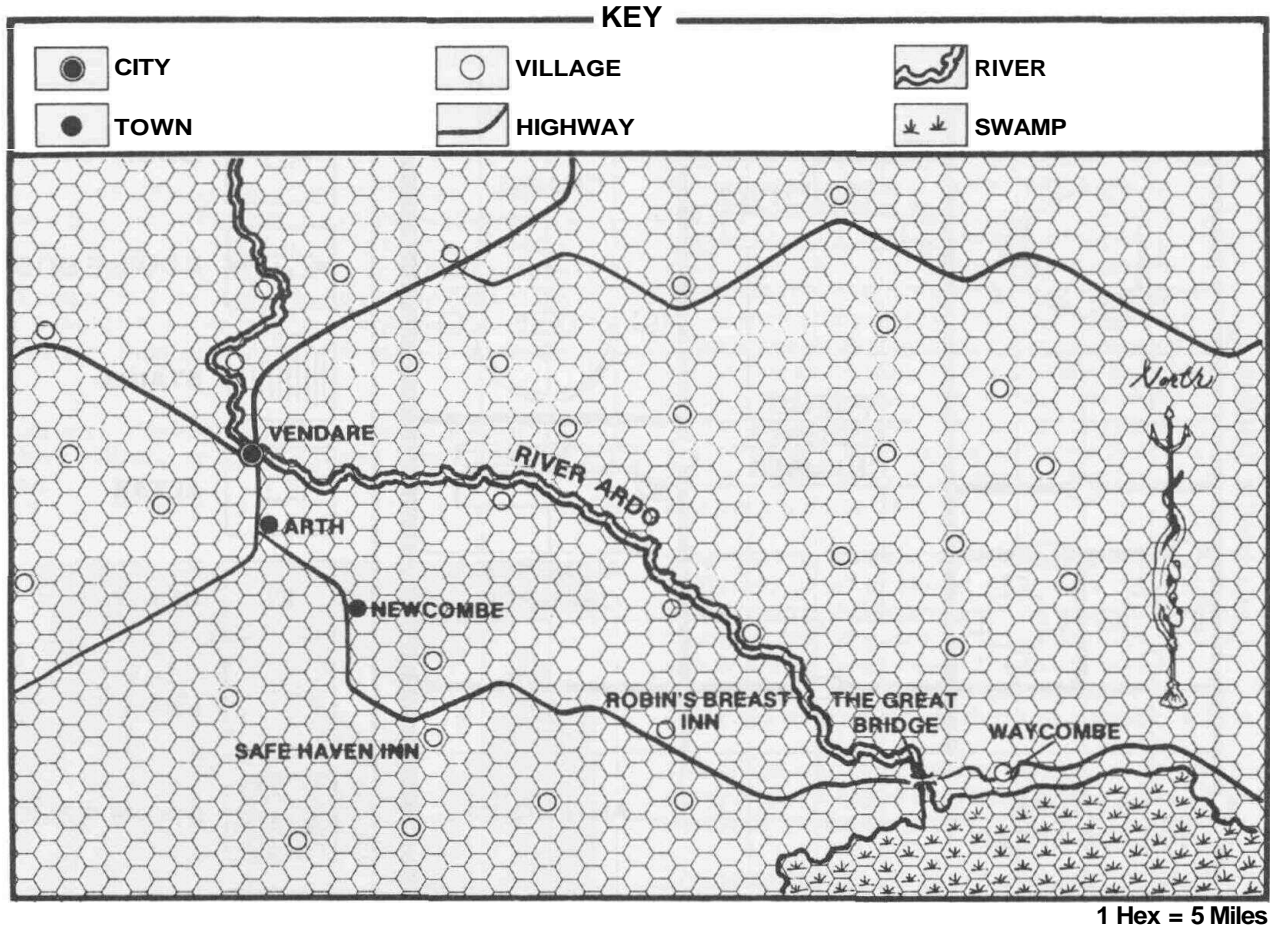 KEY
CITY
VILLAGE
RIVER
TOWN
HIGHWAY
SWAMP
North
VENDARE
RIVER ARDO
ARTH
NEWCOMBE
ROBIN'S BREAST
INN
THE GREAT
BRIDGE
WAYCOMBE
SAFE HAVEN INN
1 Hex = 5 Miles